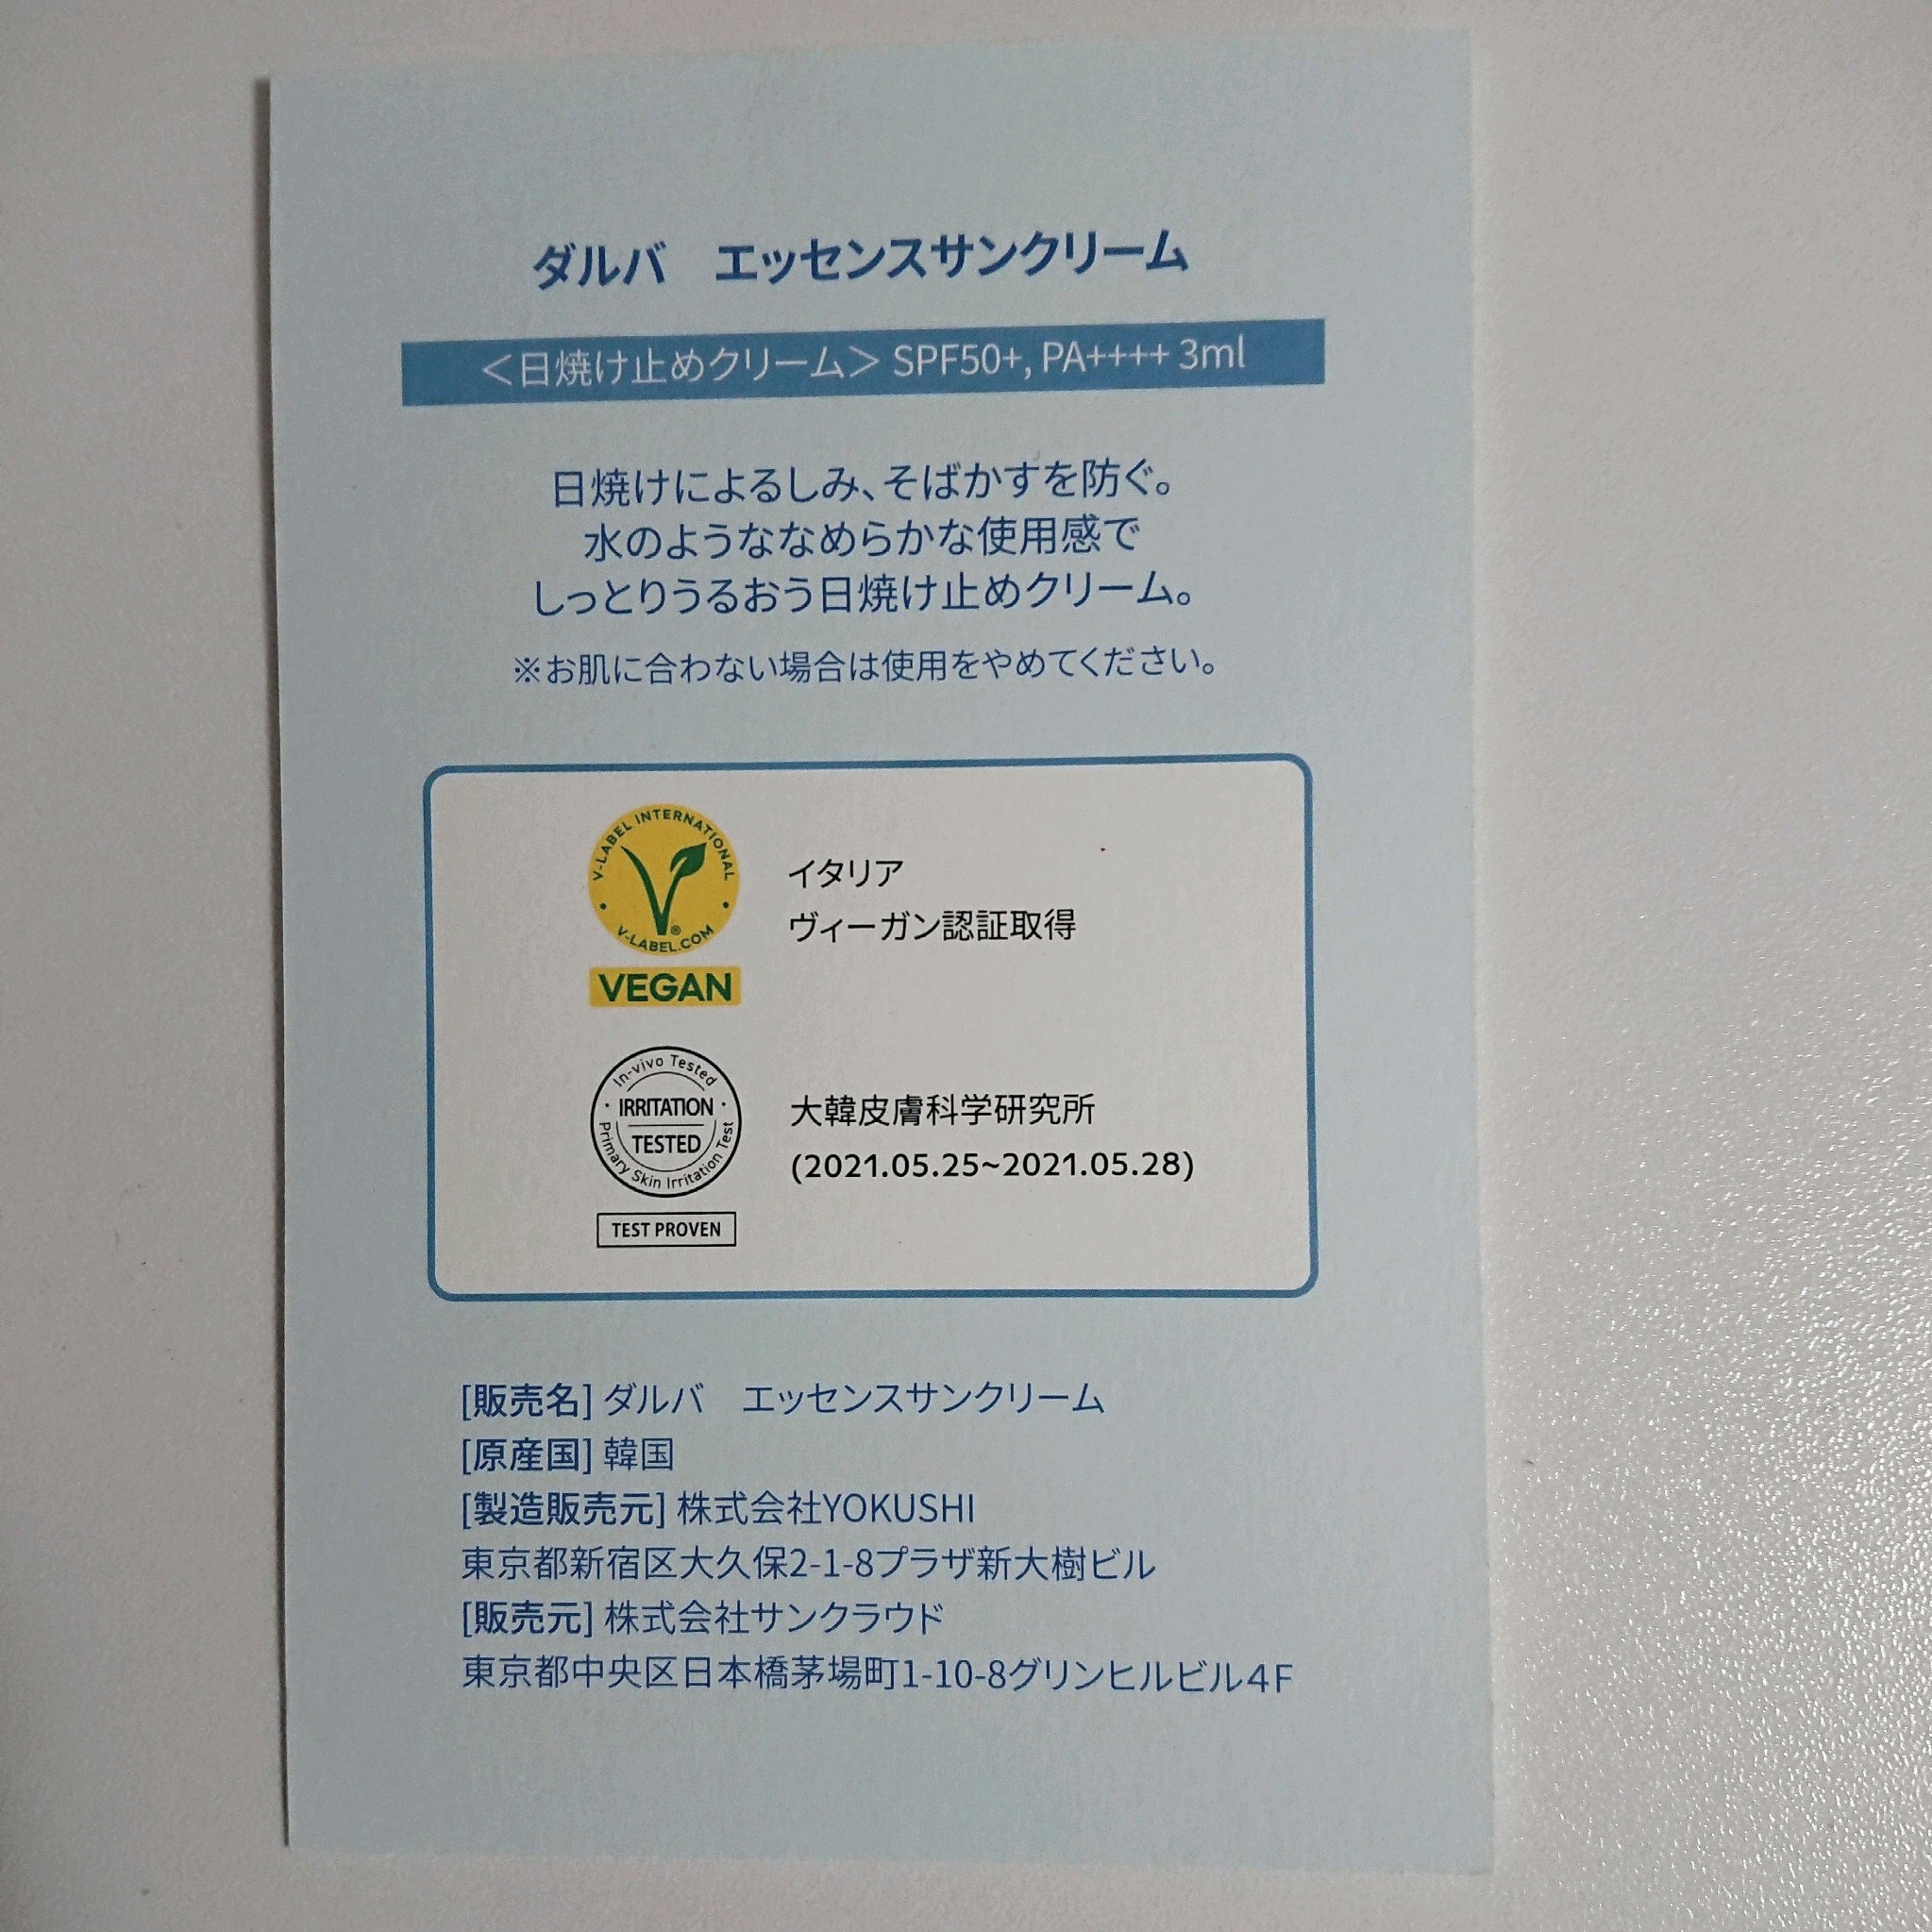 ダルバ　エッセンスサンクリーム
＜日焼け止めクリーム＞ SPF50+, PA++++ 3ml
日焼けによるしみ、そばかすを防ぐ。
水のようななめらかな使用感で
しっとりうるおう日焼け止めクリーム。
※お肌に合わない場合は使用をやめてください。
V-LABEL INTERNATIONAL
V-LABEL.COM
®
VEGAN
イタリア
ヴィーガン認証取得
In-vivo Tested
IRRITATION
TESTED
Primary Skin Irritation Test
TEST PROVEN
大韓皮膚科学研究所
(2021.05.25~2021.05.28)
[販売名] ダルバ　エッセンスサンクリーム
[原産国] 韓国
[製造販売元] 株式会社YOKUSHI
東京都新宿区大久保2-1-8プラザ新大樹ビル
[販売元] 株式会社サンクラウド
東京都中央区日本橋茅場町1-10-8グリンヒルビル４F